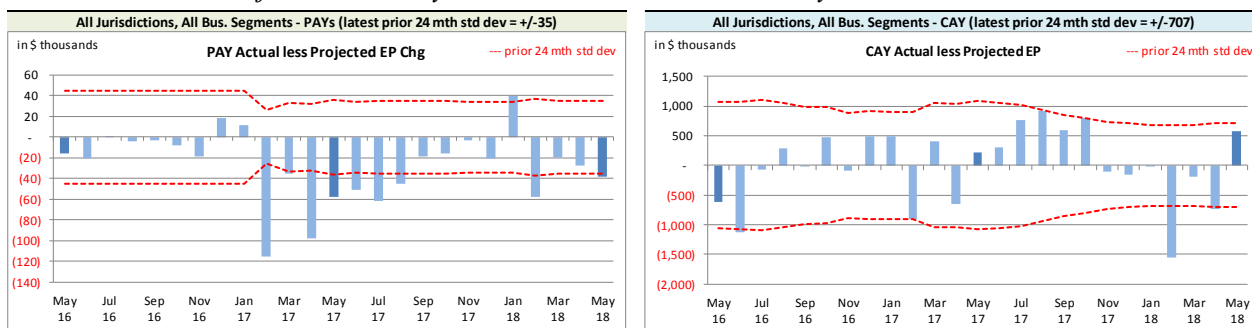 All Jurisdictions, All Bus. Segments - PAYs (latest prior 24 mth std dev = +/-35)
in $ thousands
PAY Actual less Projected EP Chg
--- prior 24 mth std dev
60
40
20
-
(20)
(40)
(60)
(80)
(100)
(120)
(140)
May Jul Sep Nov Jan Mar May Jul Sep Nov Jan Mar May
16 16 16 16 17 17 17 17 17 17 18 18 18
All Jurisdictions, All Bus. Segments - CAY (latest prior 24 mth std dev = +/-707)
in $ thousands
CAY Actual less Projected EP
--- prior 24 mth std dev
1,500
1,000
500
-
(500)
(1,000)
(1,500)
(2,000)
May Jul Sep Nov Jan Mar May Jul Sep Nov Jan Mar May
16 16 16 16 17 17 17 17 17 17 18 18 18